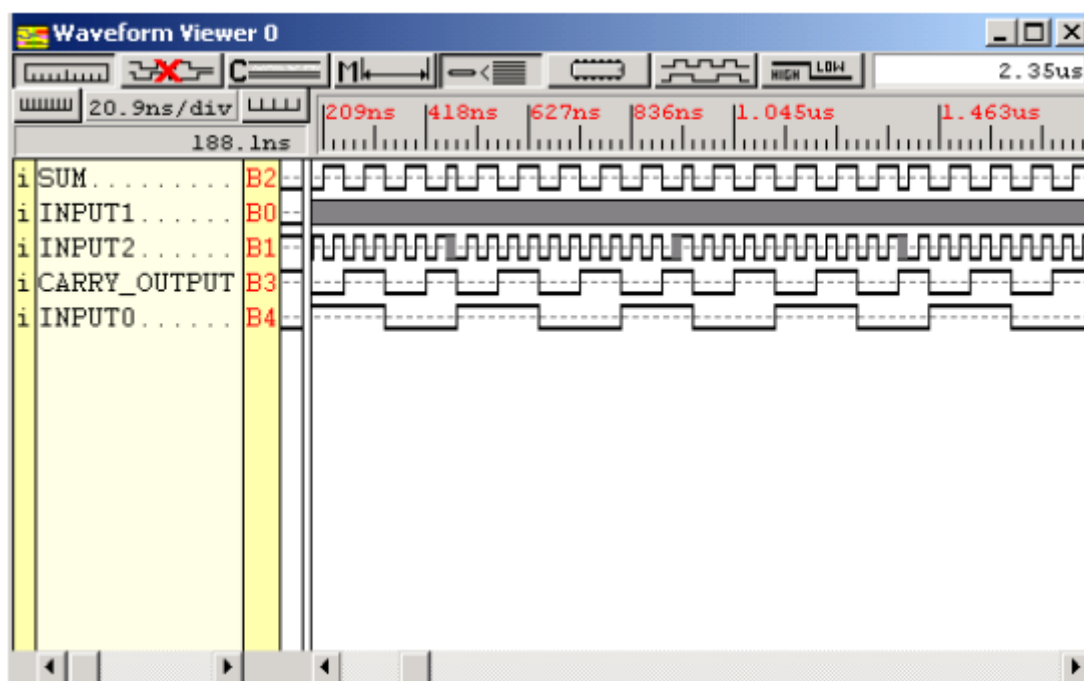 Waveform Viewer 0
C M HIGH LOW 2.35us
20.9ns/div 209ns 418ns 627ns 836ns 1.045us 1.463us
188.1ns
i SUM......... B2
i INPUT1...... B0
i INPUT2...... B1
i CARRY_OUTPUT B3
i INPUT0...... B4